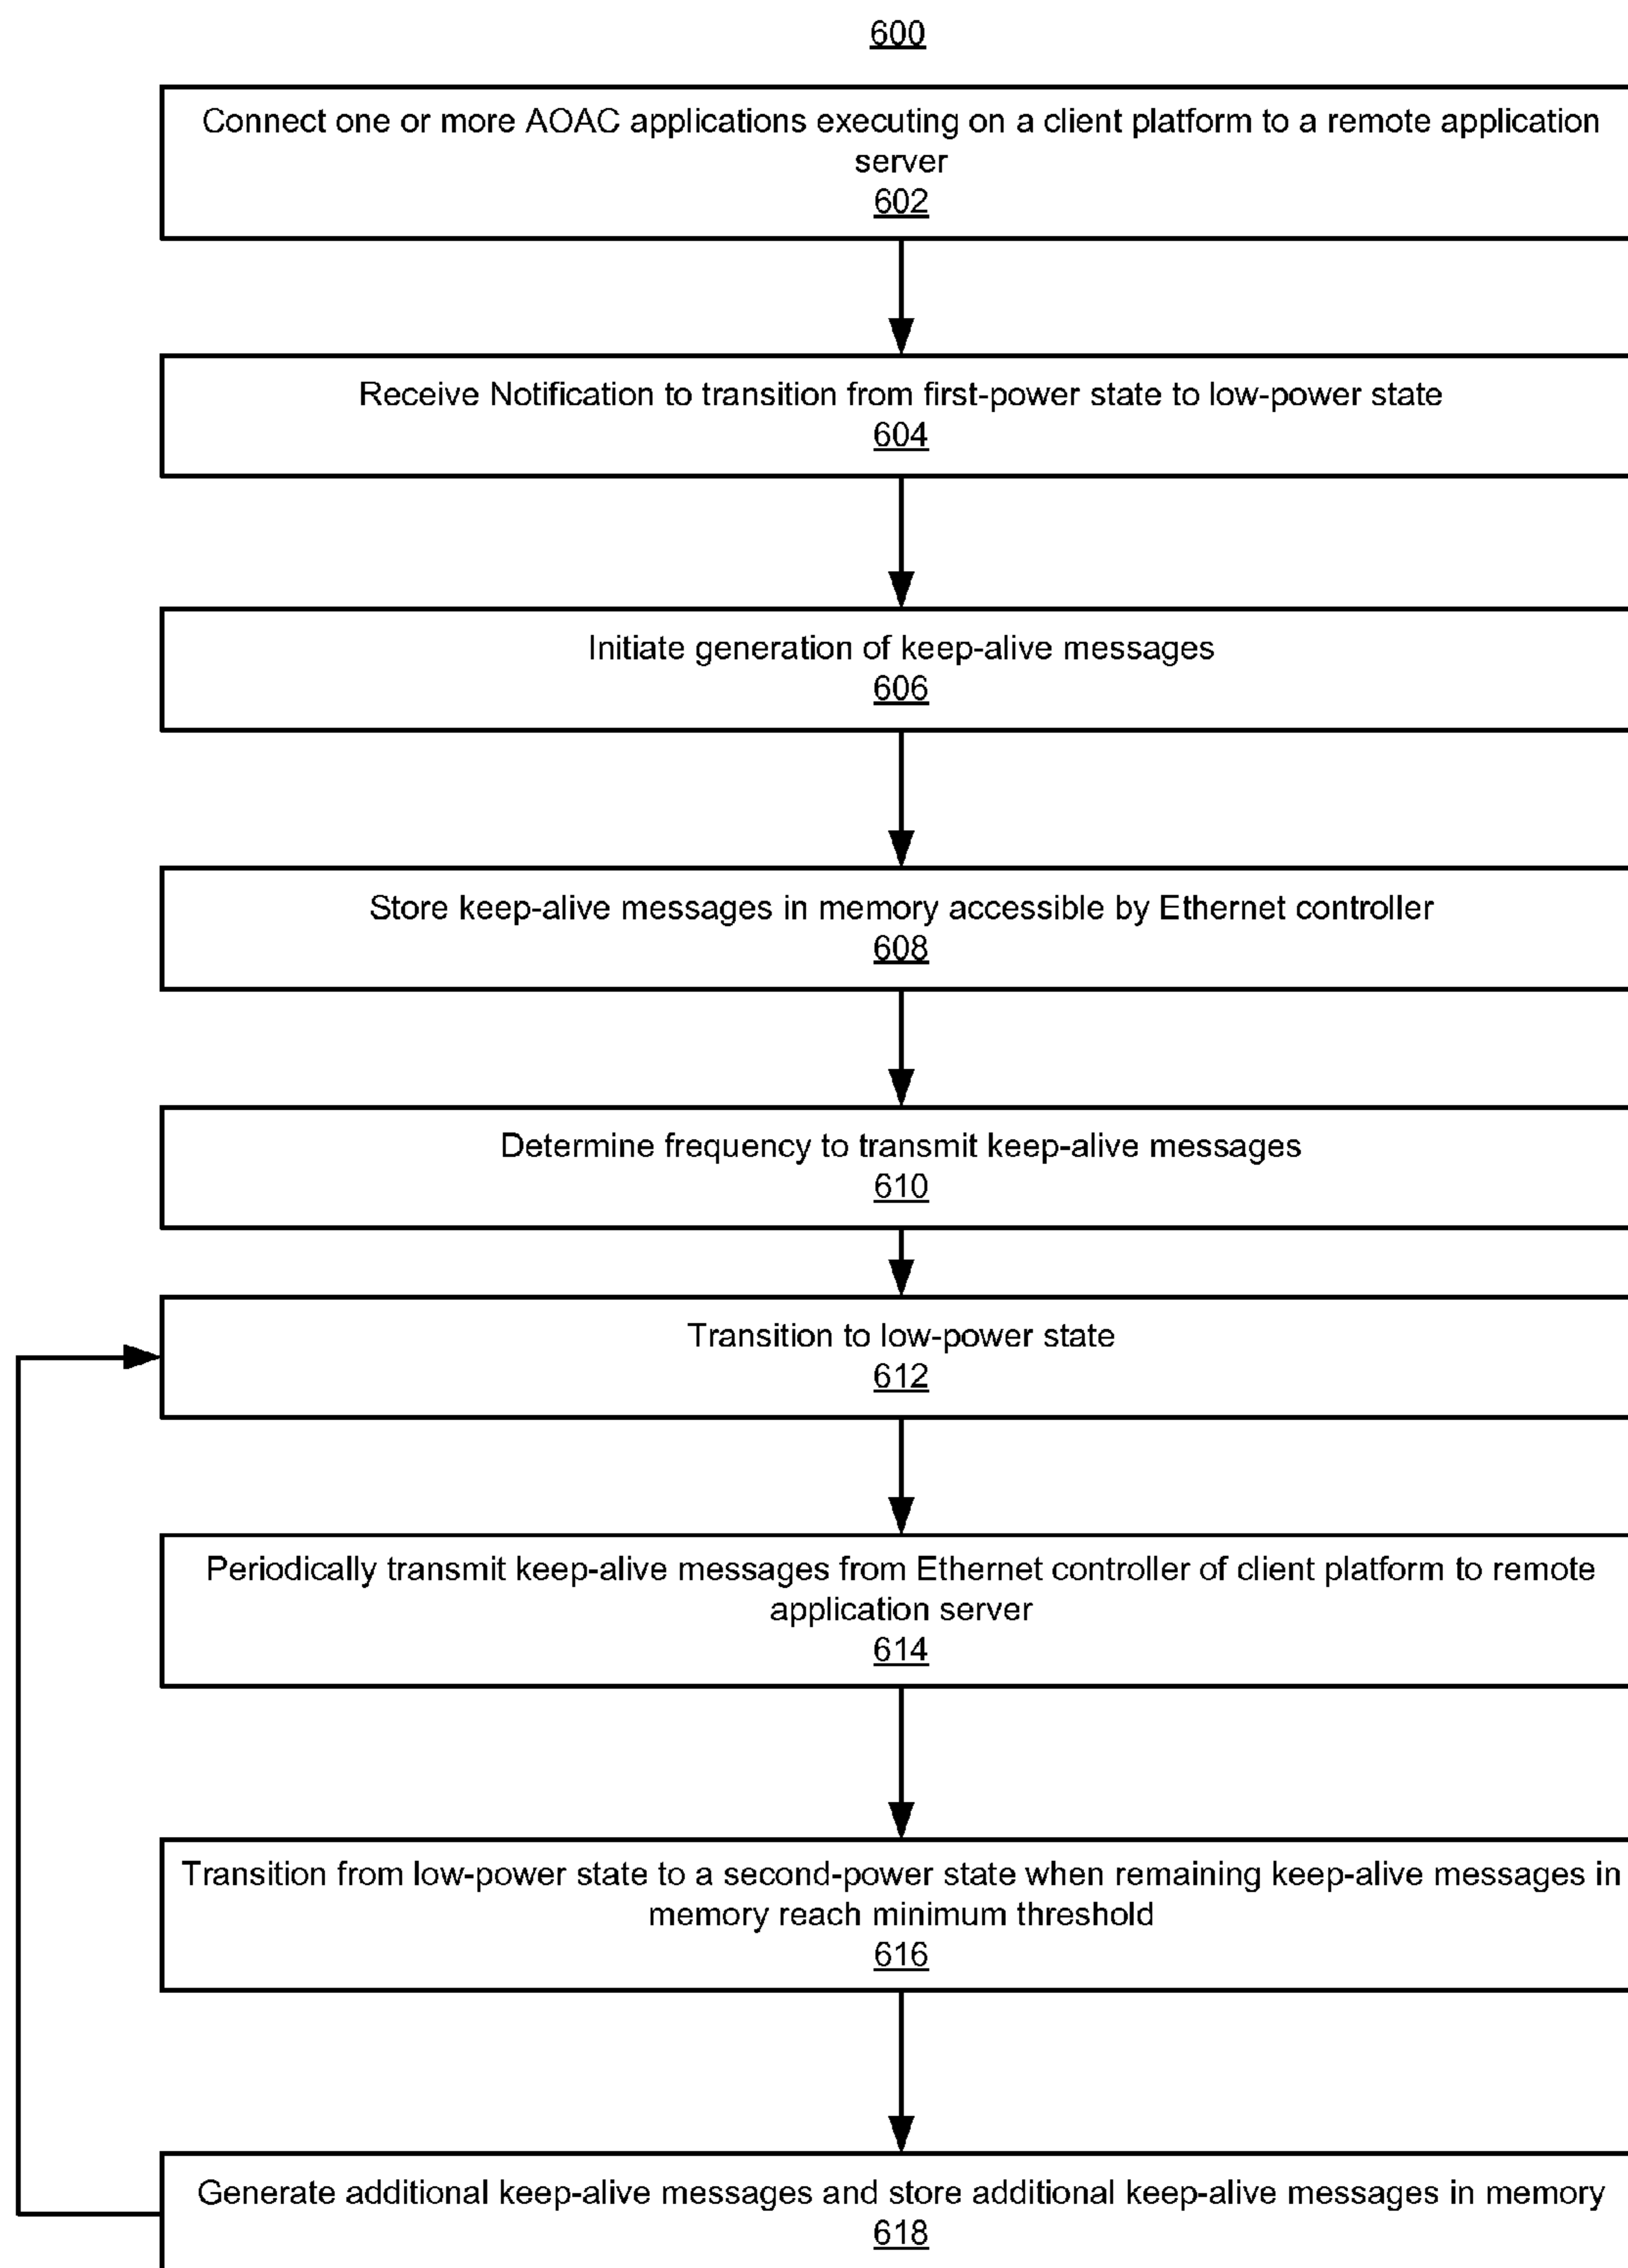 600
Connect one or more AOAC applications executing on a client platform to a remote application
server
602
Receive Notification to transition from first-power state to low-power state
604
Initiate generation of keep-alive messages
606
Store keep-alive messages in memory accessible by Ethernet controller
608
Determine frequency to transmit keep-alive messages
610
Transition to low-power state
612
Periodically transmit keep-alive messages from Ethernet controller of client platform to remote
application server
614
Transition from low-power state to a second-power state when remaining keep-alive messages in
memory reach minimum threshold
616
Generate additional keep-alive messages and store additional keep-alive messages in memory
618